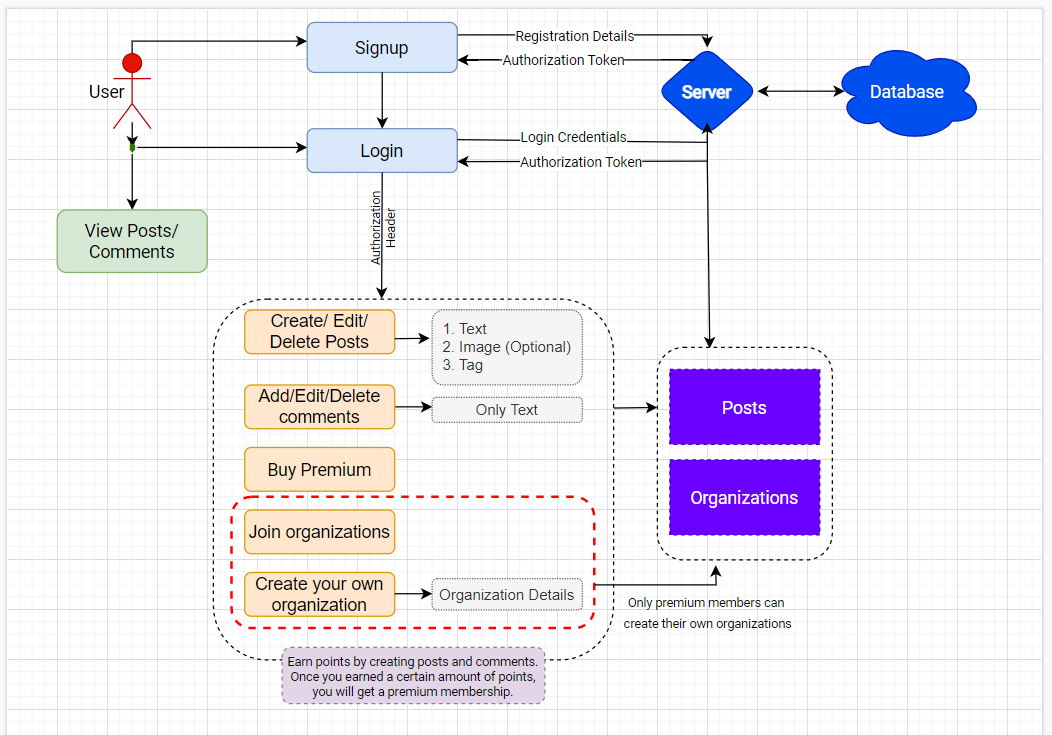 Signup
Registration Details
Authorization Token
User
Server
Database
Login
Login Credentials
Authorization Token
View Posts/
Comments
Authorization
Header
Create/ Edit/
Delete Posts
1. Text
2. Image (Optional)
3. Tag
Add/Edit/Delete
comments
Only Text
Posts
Buy Premium
Organizations
Join organizations
Create your own
organization
Organization Details
Only premium members can
create their own organizations
Earn points by creating posts and comments.
Once you earned a certain amount of points,
you will get a premium membership.